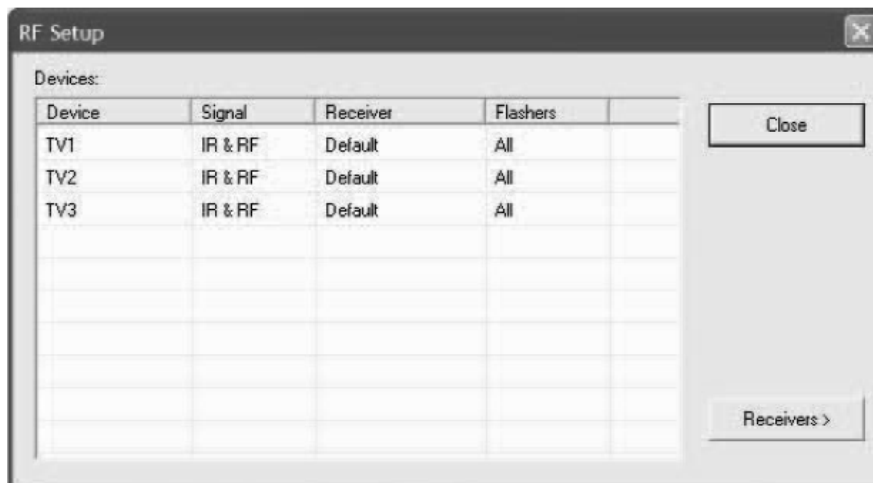 RF Setup
Devices:
Device Signal Receiver Flashers
Close
TV1 IR & RF Default All
TV2 IR & RF Default All
TV3 IR & RF Default All
Receivers >